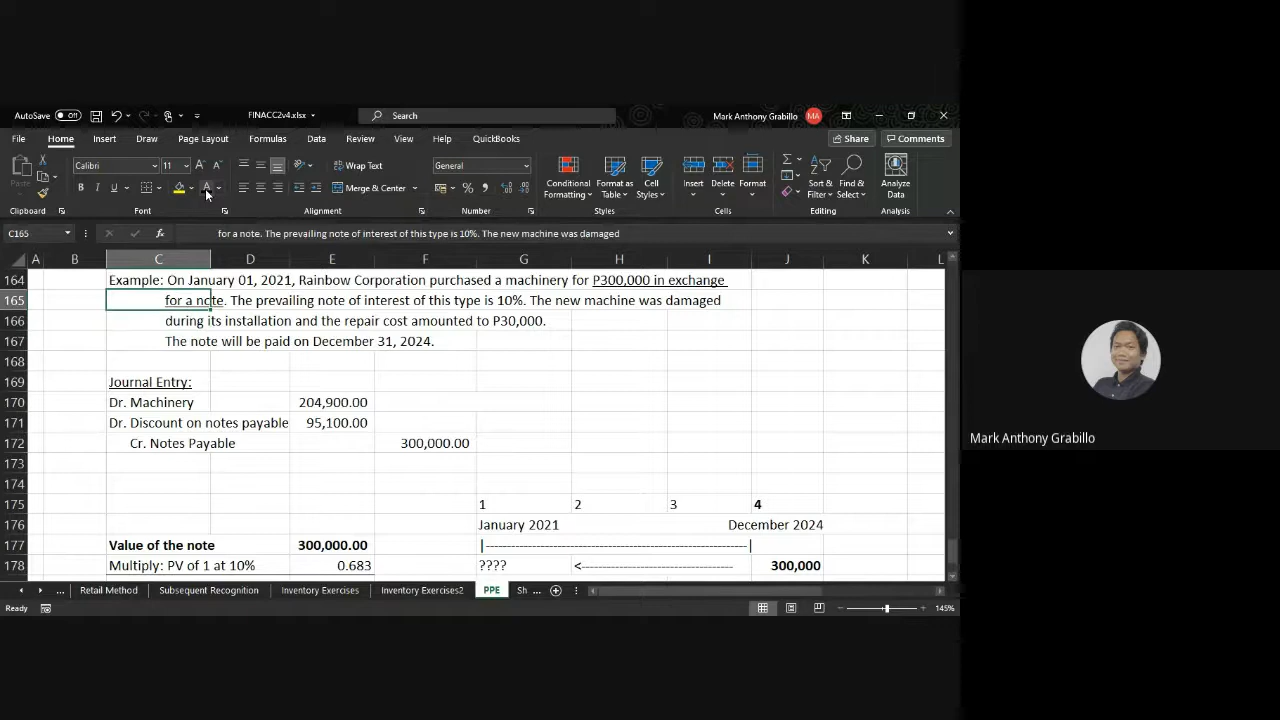 AutoSave Off FINACC2v4.xlsx Search Mark Anthony Grabillo MA
File Home Insert Draw Page Layout Formulas Data Review View Help QuickBooks Share Comments
Calibri 11 A A Wrap Text General
Paste B I U A Merge & Center % Conditional Formatting Format as Table Cell Styles Insert Delete Format Sort & Filter Find & Select Analyze Data
Clipboard Font Alignment Number Styles Cells Editing Analysis
C165 fx for a note. The prevailing note of interest of this type is 10%. The new machine was damaged
A B C D E F G H I J K L
164 Example: On January 01, 2021, Rainbow Corporation purchased a machinery for P300,000 in exchange
165 for a note. The prevailing note of interest of this type is 10%. The new machine was damaged
166 during its installation and the repair cost amounted to P30,000.
167 The note will be paid on December 31, 2024.
168
169 Journal Entry:
170 Dr. Machinery 204,900.00
171 Dr. Discount on notes payable 95,100.00
172 Cr. Notes Payable 300,000.00
173
174
175 1 2 3 4
176 January 2021 December 2024
177 Value of the note 300,000.00 |-----------------------------------------------------------------|
178 Multiply: PV of 1 at 10% 0.683 ???? <-------------------------------------- 300,000
... Retail Method Subsequent Recognition Inventory Exercises Inventory Exercises2 PPE Sh ...
Ready 145%
Mark Anthony Grabillo